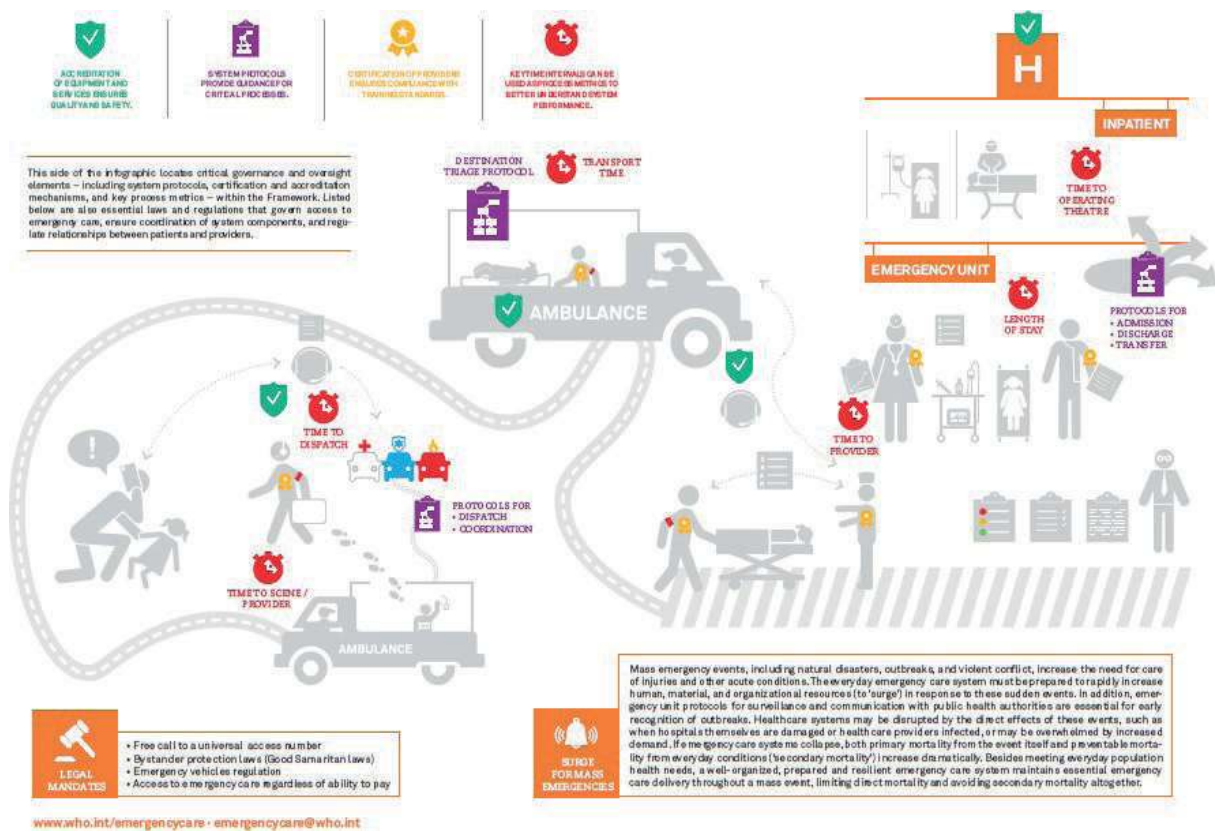 ACCREDITATION
OF EQUIPMENT AND
SERVICES ENSURES
QUALITY AND SAFETY.
SYSTEM PROTOCOLS
PROVIDE GUIDANCE FOR
CRITICAL PROCESSES.
CERTIFICATION OF PROVIDERS
ENSURES COMPLIANCE WITH
TRAINING STANDARDS.
KEY TIME INTERVALS CAN BE
USED AS PROCESS METRICS TO
BETTER UNDERSTAND SYSTEM
PERFORMANCE.
H
INPATIENT
This side of the infographic locates critical governance and oversight
elements – including system protocols, certification and accreditation
mechanisms, and key process metrics – within the Framework. Listed
below are also essential laws and regulations that govern access to
emergency care, ensure coordination of system components, and regu-
late relationships between patients and providers.
DESTINATION
TRIAGE PROTOCOL
TRANSPORT
TIME
TIME TO
OPERATING
THEATRE
EMERGENCY UNIT
AMBULANCE
LENGTH
OF STAY
PROTOCOLS FOR
• ADMISSION
• DISCHARGE
• TRANSFER
TIME TO
DISPATCH
TIME TO
PROVIDER
!
PROTOCOLS FOR
• DISPATCH
• COORDINATION
TIME TO SCENE /
PROVIDER
AMBULANCE
LEGAL
MANDATES
• Free call to a universal access number
• Bystander protection laws (Good Samaritan laws)
• Emergency vehicles regulation
• Access to emergency care regardless of ability to pay
SURGE
FOR MASS
EMERGENCIES
Mass emergency events, including natural disasters, outbreaks, and violent conflict, increase the need for care
of injuries and other acute conditions. The everyday emergency care system must be prepared to rapidly increase
human, material, and organizational resources (to 'surge') in response to these sudden events. In addition, emer-
gency unit protocols for surveillance and communication with public health authorities are essential for early
recognition of outbreaks. Healthcare systems may be disrupted by the direct effects of these events, such as
when hospitals themselves are damaged or healthcare providers infected, or may be overwhelmed by increased
demand. If emergency care systems collapse, both primary mortality from the event itself and preventable morta-
lity from everyday conditions ('secondary mortality') increase dramatically. Besides meeting everyday population
health needs, a well-organized, prepared and resilient emergency care system maintains essential emergency
care delivery throughout a mass event, limiting direct mortality and avoiding secondary mortality altogether.
www.who.int/emergencycare · emergencycare@who.int